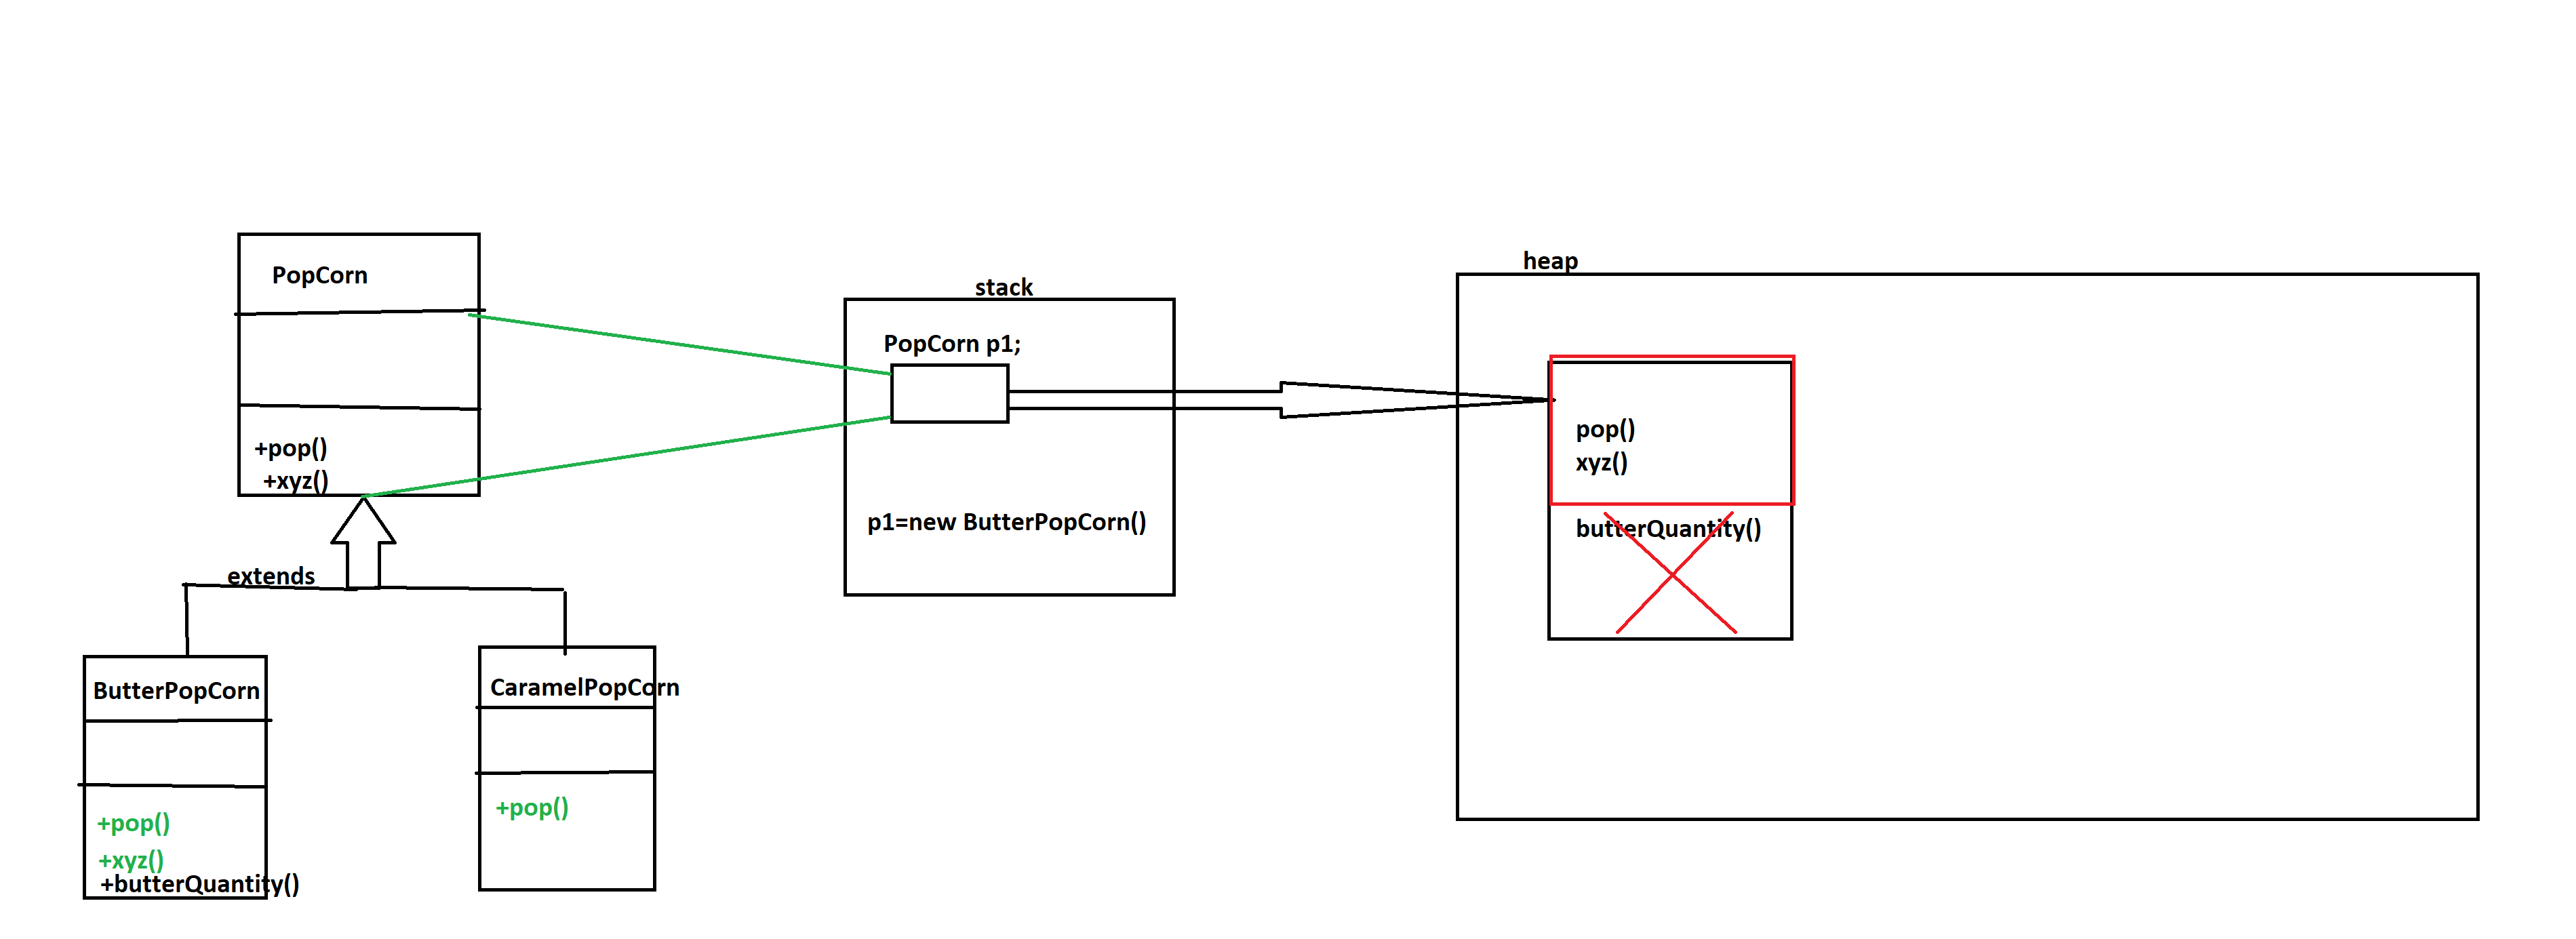 PopCorn
+pop()
+xyz()
extends
ButterPopCorn
+pop()
+xyz()
+butterQuantity()
CaramelPopCorn
+pop()
stack
PopCorn p1;
p1=new ButterPopCorn()
heap
pop()
xyz()
butterQuantity()